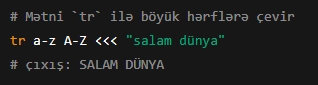 # Mətni `tr` ilə böyük hərflərə çevir
tr a-z A-Z <<< "salam dünya"
# çıxış: SALAM DÜNYA